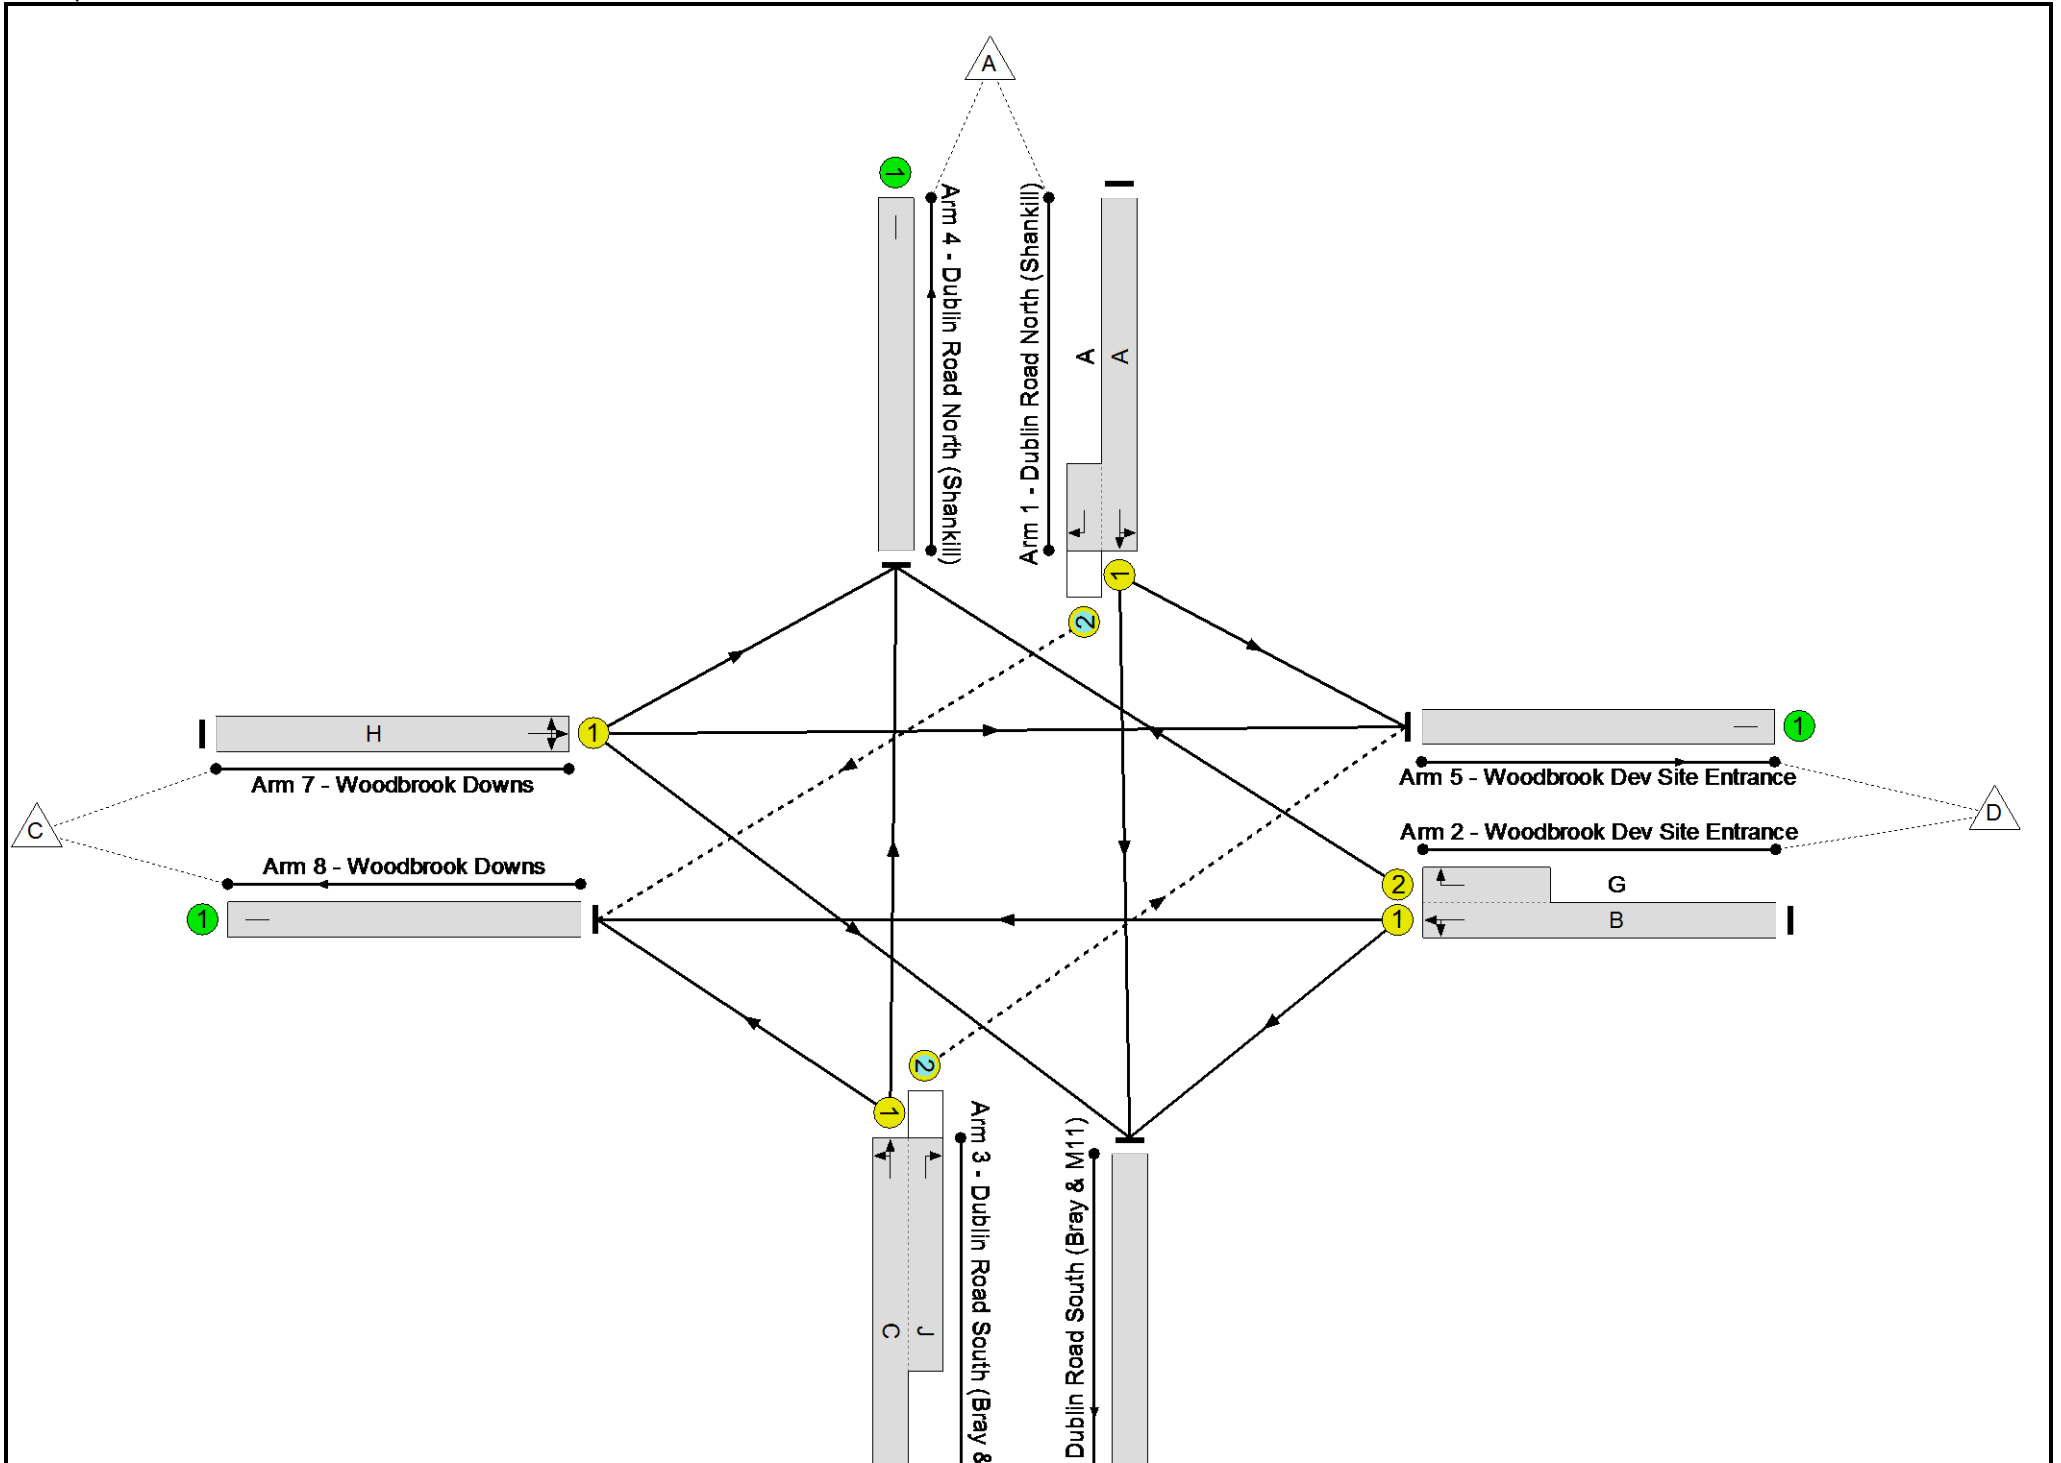 A
1
Arm 4 - Dublin Road North (Shankill)
Arm 1 - Dublin Road North (Shankill)
A
A
1
2
H
1
Arm 7 - Woodbrook Downs
1
Arm 5 - Woodbrook Dev Site Entrance
C
D
Arm 2 - Woodbrook Dev Site Entrance
Arm 8 - Woodbrook Downs
1
2
G
1
B
2
1
Arm 3 - Dublin Road South (Bray &
Dublin Road South (Bray & M11)
C
J